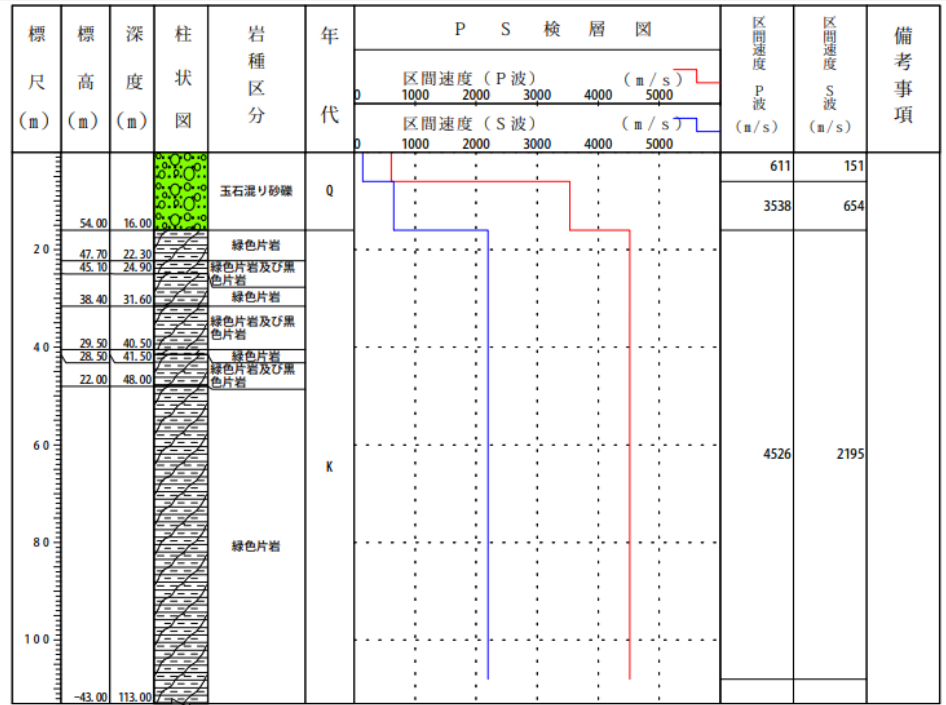 標尺(m)
標高(m)
深度(m)
柱状図
岩種区分
年代
PS検層図
区間速度(P波) (m/s)
0 1000 2000 3000 4000 5000
区間速度(S波) (m/s)
0 1000 2000 3000 4000 5000
区間速度 P波 (m/s)
区間速度 S波 (m/s)
備考事項
611 151
玉石混り砂礫 Q
3538 654
54.00 16.00
緑色片岩
20
47.70 22.30
45.10 24.90
緑色片岩及び黒
色片岩
38.40 31.60
緑色片岩
緑色片岩及び黒
色片岩
29.50 40.50
40
28.50 41.50
緑色片岩
緑色片岩及び黒
色片岩
22.00 48.00
60
K
4526 2195
80
緑色片岩
100
-43.00 113.00